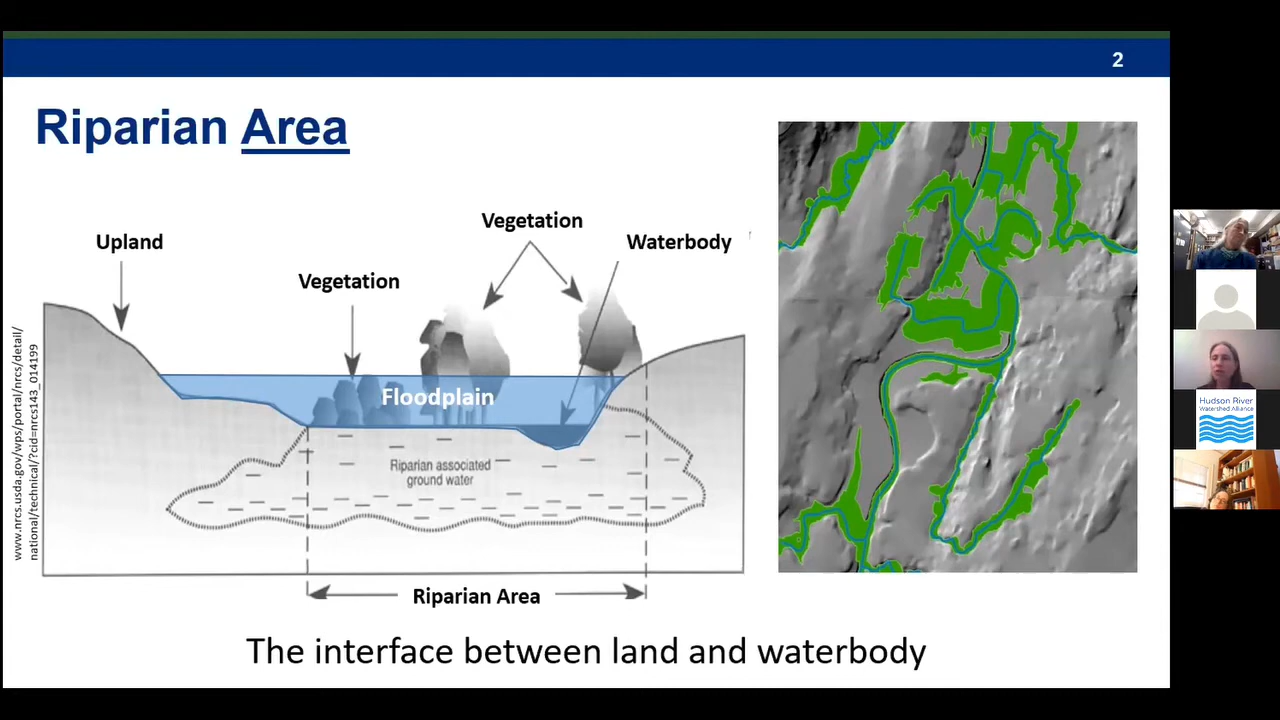 2
Riparian Area
Upland
Vegetation
Vegetation
Waterbody
Floodplain
Riparian associated
ground water
Riparian Area
www.nrcs.usda.gov/wps/portal/nrcs/detail/
national/technical/?cid=nrcs143_014199
The interface between land and waterbody
Hudson River
Watershed Alliance